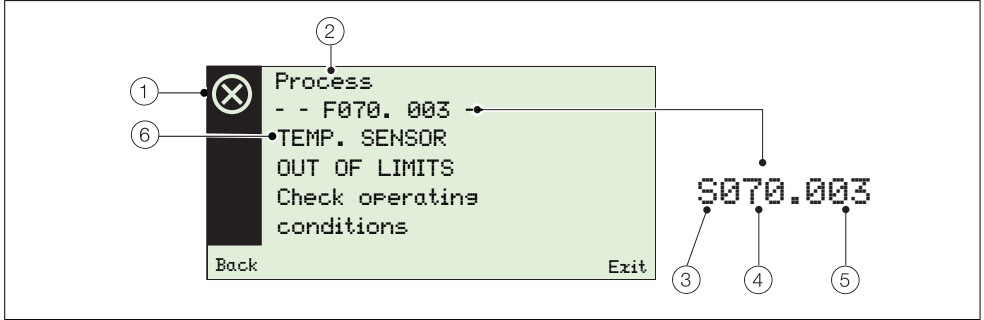 2
Process
1
- - F070. 003 -
6
TEMP. SENSOR
OUT OF LIMITS
Check operating
conditions
S070.003
Back
Exit
3
4
5